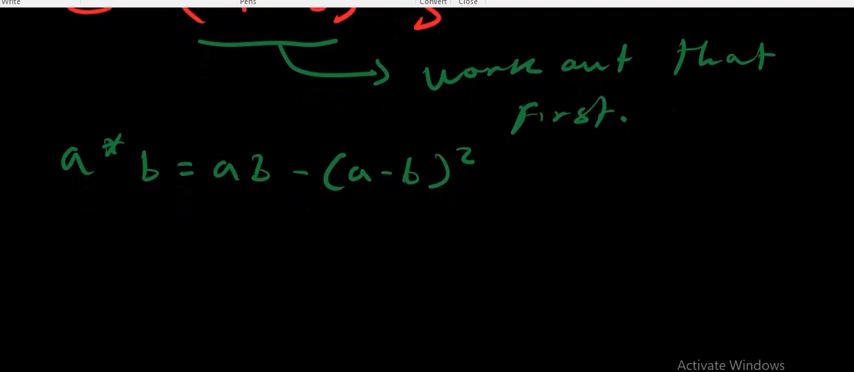 Write Pens Convert Close
work out that
first.
a * b = ab - (a-b)²
Activate Windows